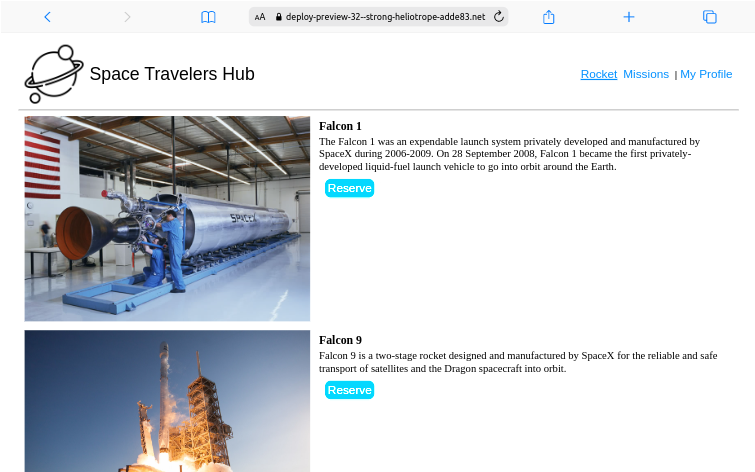 AA deploy-preview-32--strong-heliotrope-adde83.net
Space Travelers Hub
Rocket Missions | My Profile
SPACEX
Falcon 1
The Falcon 1 was an expendable launch system privately developed and manufactured by
SpaceX during 2006-2009. On 28 September 2008, Falcon 1 became the first privately-
developed liquid-fuel launch vehicle to go into orbit around the Earth.
Reserve
Falcon 9
Falcon 9 is a two-stage rocket designed and manufactured by SpaceX for the reliable and safe
transport of satellites and the Dragon spacecraft into orbit.
Reserve